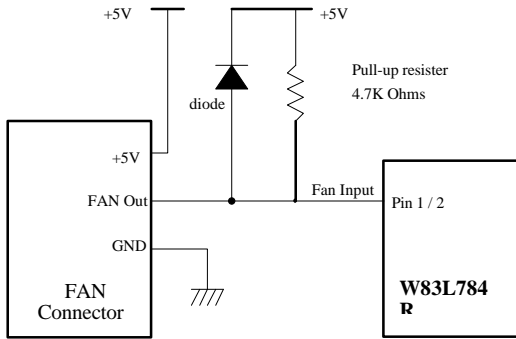 +5V
+5V
Pull-up resister
4.7K Ohms
diode
+5V
Fan Input
FAN Out
Pin 1 / 2
GND
FAN
Connector
W83L784
R